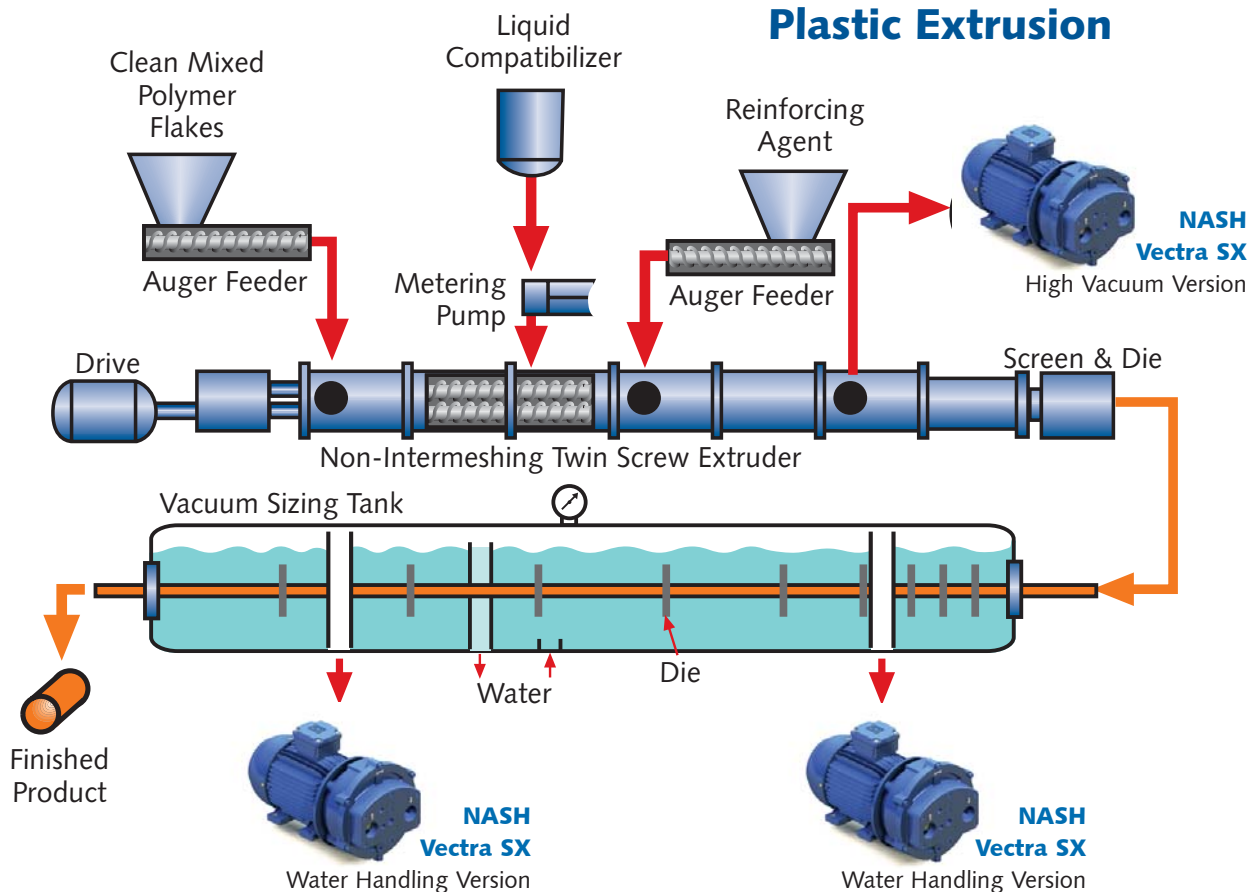 Plastic Extrusion
Liquid
Compatibilizer
Clean Mixed
Polymer
Flakes
Reinforcing
Agent
NASH
Vectra SX
High Vacuum Version
Auger Feeder
Metering
Pump
Auger Feeder
Drive
Screen & Die
Non-Intermeshing Twin Screw Extruder
Vacuum Sizing Tank
Water
Die
Finished
Product
NASH
Vectra SX
Water Handling Version
NASH
Vectra SX
Water Handling Version